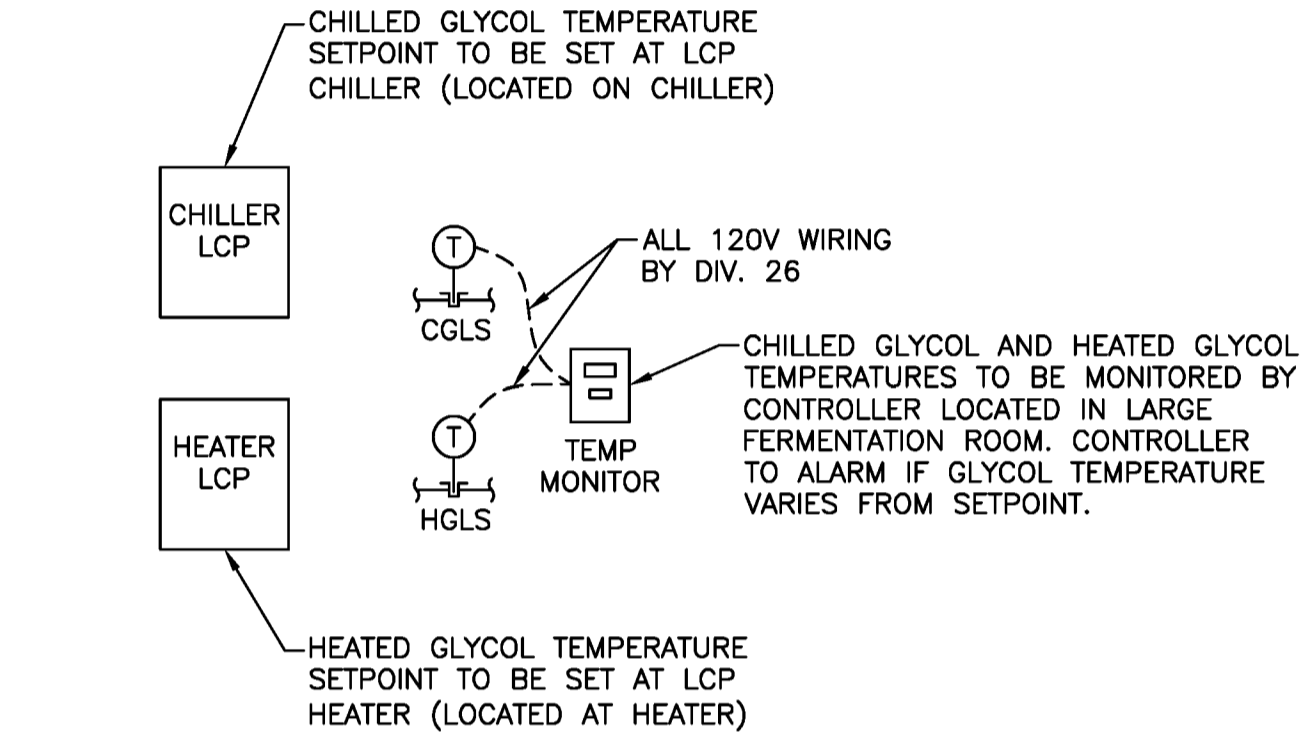 CHILLED GLYCOL TEMPERATURE
SETPOINT TO BE SET AT LCP
CHILLER (LOCATED ON CHILLER)
CHILLER
LCP
T
CGLS
ALL 120V WIRING
BY DIV. 26
HEATER
LCP
T
HGLS
TEMP
MONITOR
CHILLED GLYCOL AND HEATED GLYCOL
TEMPERATURES TO BE MONITORED BY
CONTROLLER LOCATED IN LARGE
FERMENTATION ROOM. CONTROLLER
TO ALARM IF GLYCOL TEMPERATURE
VARIES FROM SETPOINT.
HEATED GLYCOL TEMPERATURE
SETPOINT TO BE SET AT LCP
HEATER (LOCATED AT HEATER)